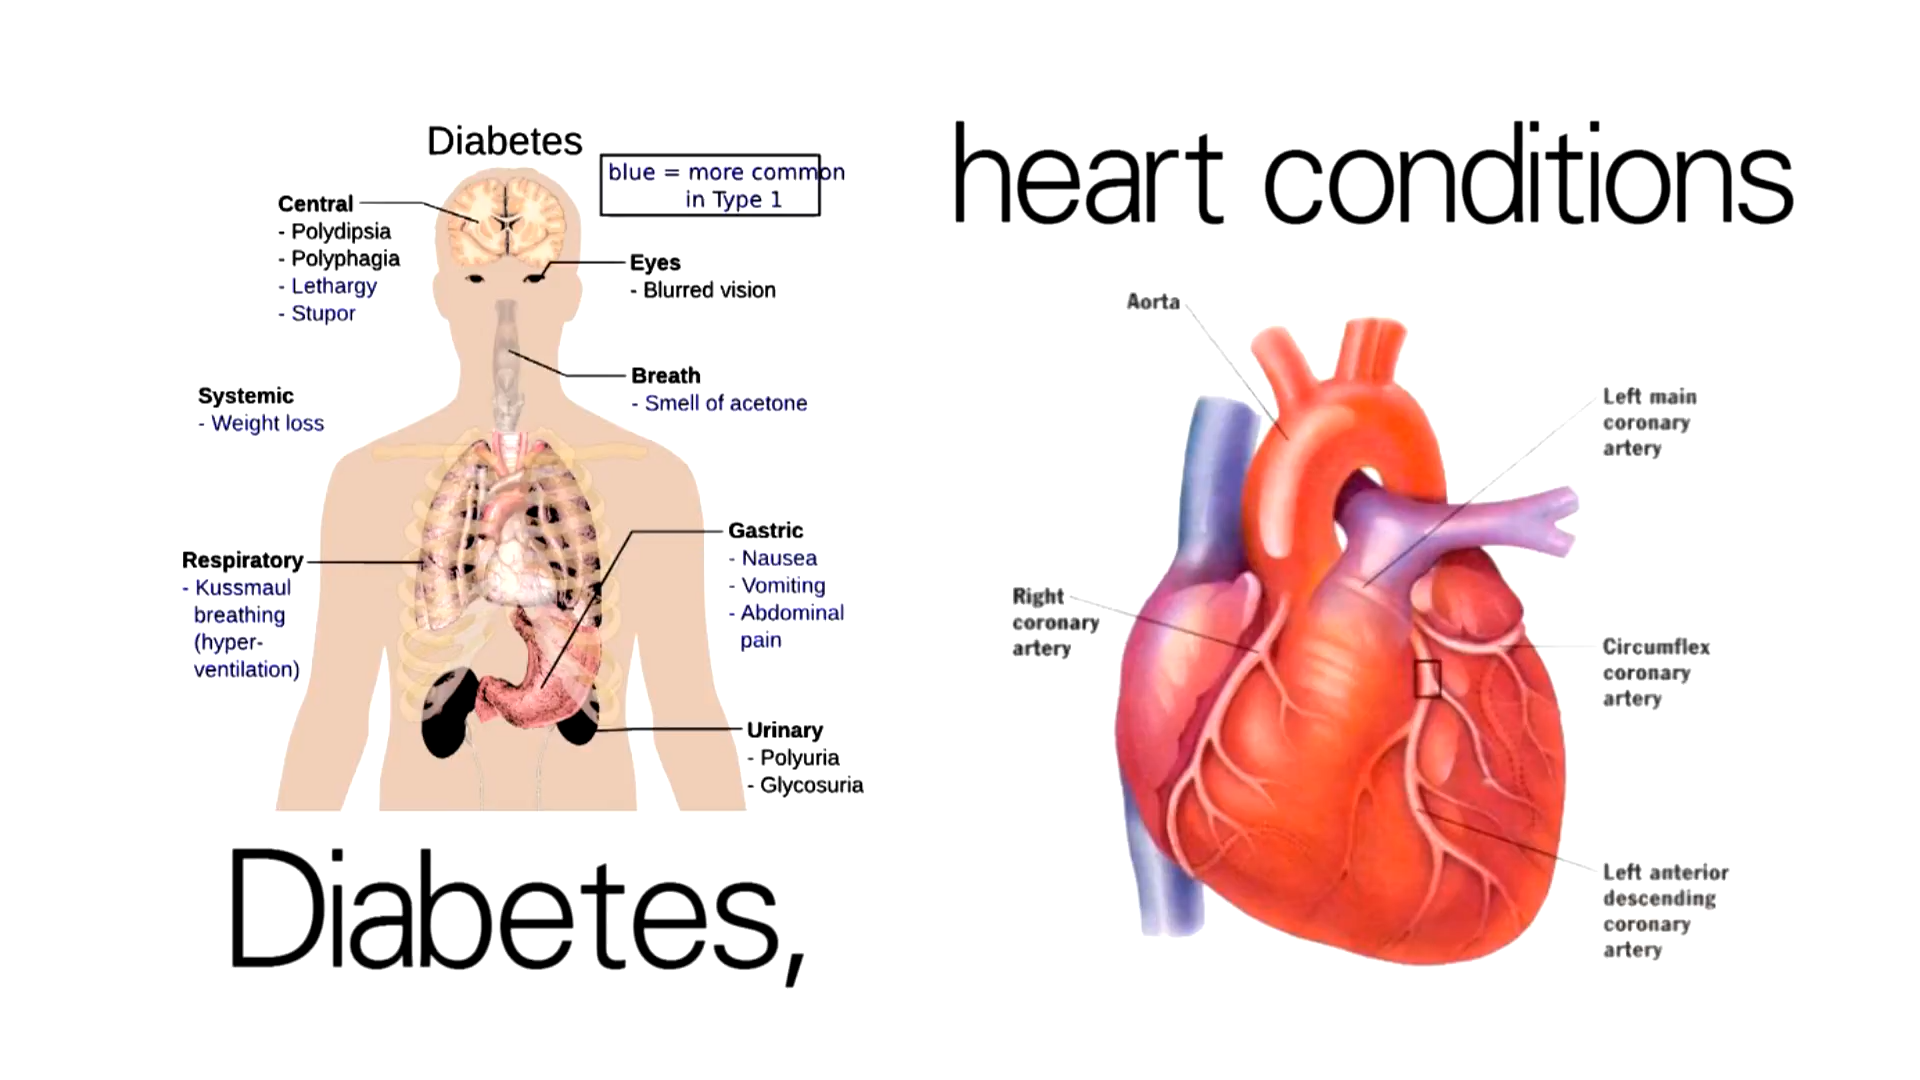 Diabetes
blue = more common
in Type 1
Central
- Polydipsia
- Polyphagia
- Lethargy
- Stupor
Eyes
- Blurred vision
Breath
- Smell of acetone
Systemic
- Weight loss
Gastric
- Nausea
- Vomiting
- Abdominal
pain
Respiratory
- Kussmaul
breathing
(hyper-
ventilation)
Urinary
- Polyuria
- Glycosuria
Diabetes,
heart conditions
Aorta
Left main
coronary
artery
Right
coronary
artery
Circumflex
coronary
artery
Left anterior
descending
coronary
artery